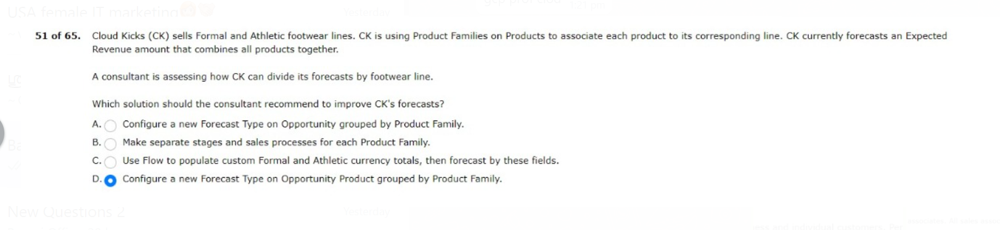 USA female IT marketing
Yesterday
51 of 65. Cloud Kicks (CK) sells Formal and Athletic footwear lines. CK is using Product Families on Products to associate each product to its corresponding line. CK currently forecasts an Expected
Revenue amount that combines all products together.
A consultant is assessing how CK can divide its forecasts by footwear line.
Which solution should the consultant recommend to improve CK's forecasts?
A. Configure a new Forecast Type on Opportunity grouped by Product Family.
B. Make separate stages and sales processes for each Product Family.
C. Use Flow to populate custom Formal and Athletic currency totals, then forecast by these fields.
D. Configure a new Forecast Type on Opportunity Product grouped by Product Family.
New Questions 2
Yesterday